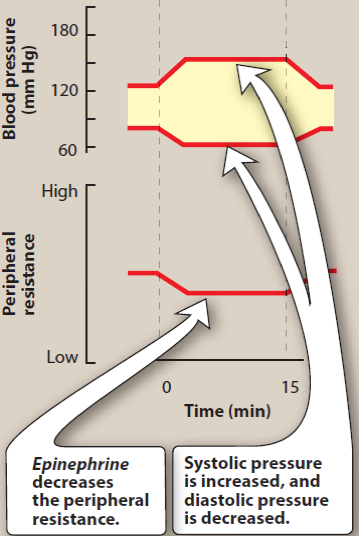 Blood pressure
(mm Hg)
180
120
60
Peripheral
resistance
High
Low
0
15
Time (min)
Epinephrine
decreases
the peripheral
resistance.
Systolic pressure
is increased, and
diastolic pressure
is decreased.